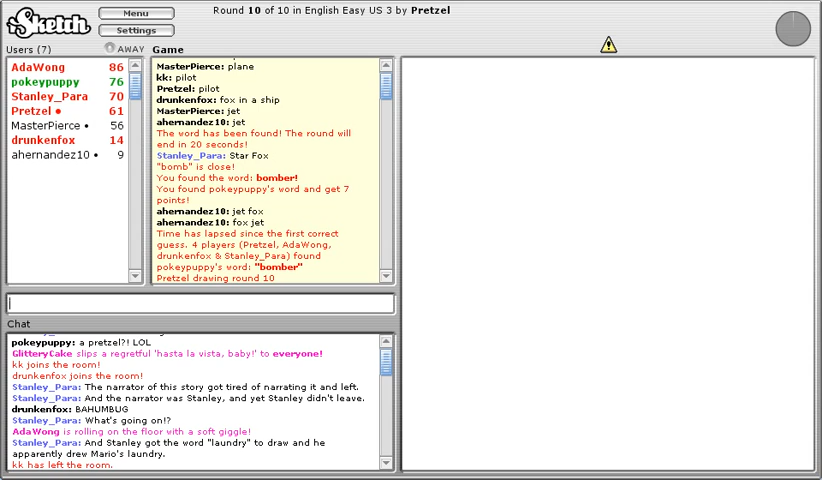 iSketch
Menu
Settings
Round 10 of 10 in English Easy US 3 by Pretzel
Users (7)
AWAY
AdaWong 86
pokeypuppy 76
Stanley_Para 70
Pretzel • 61
MasterPierce • 56
drunkenfox 14
ahernandez10 • 9
Game
MasterPierce: plane
kk: pilot
Pretzel: pilot
drunkenfox: fox in a ship
MasterPierce: jet
ahernandez10: jet
The word has been found! The round will
end in 20 seconds!
Stanley_Para: Star Fox
"bomb" is close!
You found the word: bomber!
You found pokeypuppy's word and get 7
points!
ahernandez10: jet fox
ahernandez10: fox jet
Time has lapsed since the first correct
guess. 4 players (Pretzel, AdaWong,
drunkenfox & Stanley_Para) found
pokeypuppy's word: "bomber"
Pretzel drawing round 10
Chat
pokeypuppy: a pretzel?! LOL
GlitteryCake slips a regretful 'hasta la vista, baby!' to everyone!
kk joins the room!
drunkenfox joins the room!
Stanley_Para: The narrator of this story got tired of narrating it and left.
Stanley_Para: And the narrator was Stanley, and yet Stanley didn't leave.
drunkenfox: BAHUMBUG
Stanley_Para: What's going on!?
AdaWong is rolling on the floor with a soft giggle!
Stanley_Para: And Stanley got the word "laundry" to draw and he
apparently drew Mario's laundry.
kk has left the room.